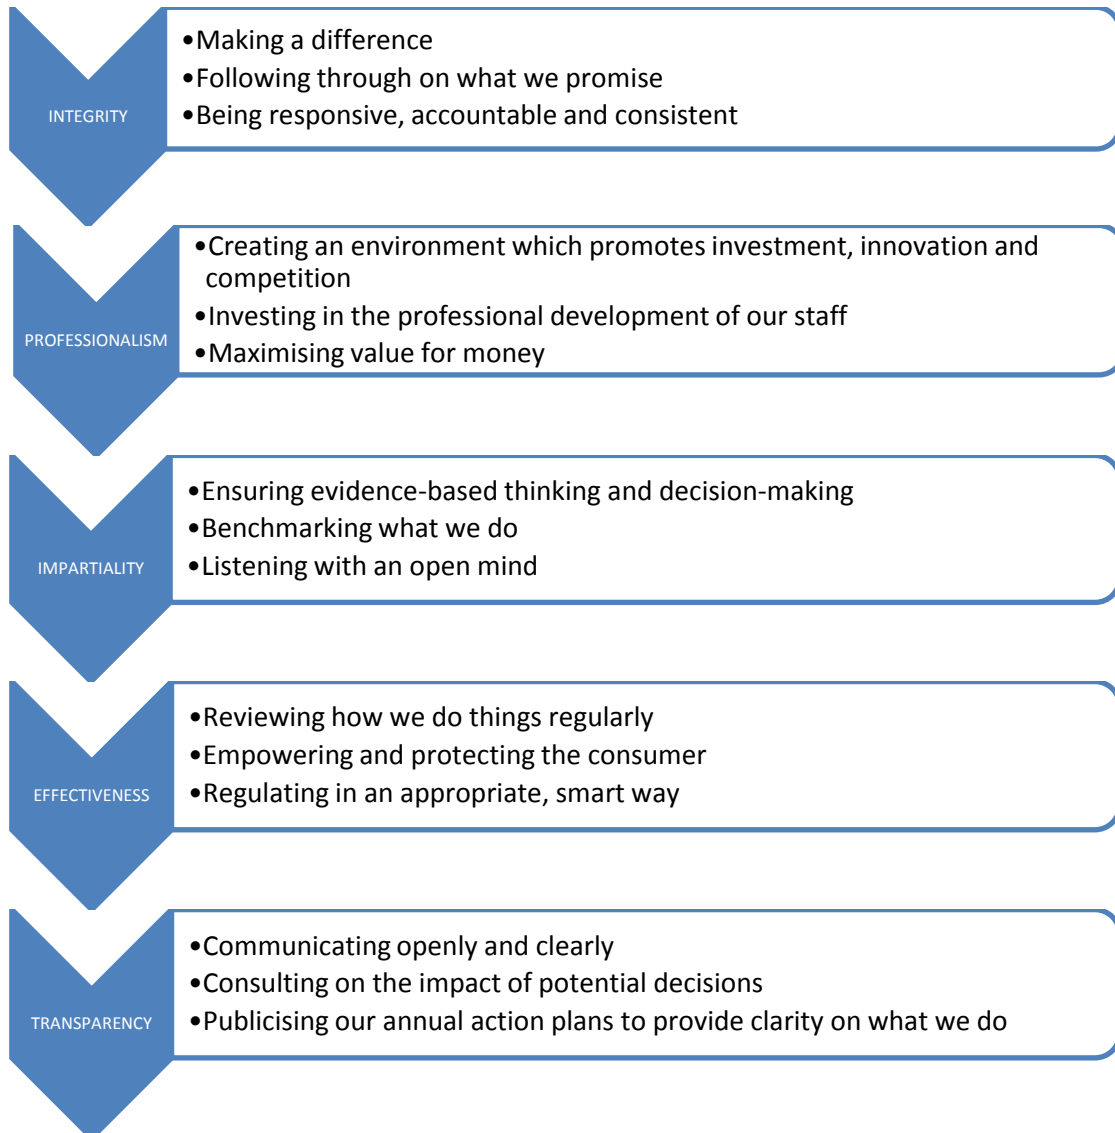 INTEGRITY
•Making a difference
•Following through on what we promise
•Being responsive, accountable and consistent
PROFESSIONALISM
•Creating an environment which promotes investment, innovation and
competition
•Investing in the professional development of our staff
•Maximising value for money
IMPARTIALITY
•Ensuring evidence-based thinking and decision-making
•Benchmarking what we do
•Listening with an open mind
EFFECTIVENESS
•Reviewing how we do things regularly
•Empowering and protecting the consumer
•Regulating in an appropriate, smart way
TRANSPARENCY
•Communicating openly and clearly
•Consulting on the impact of potential decisions
•Publicising our annual action plans to provide clarity on what we do